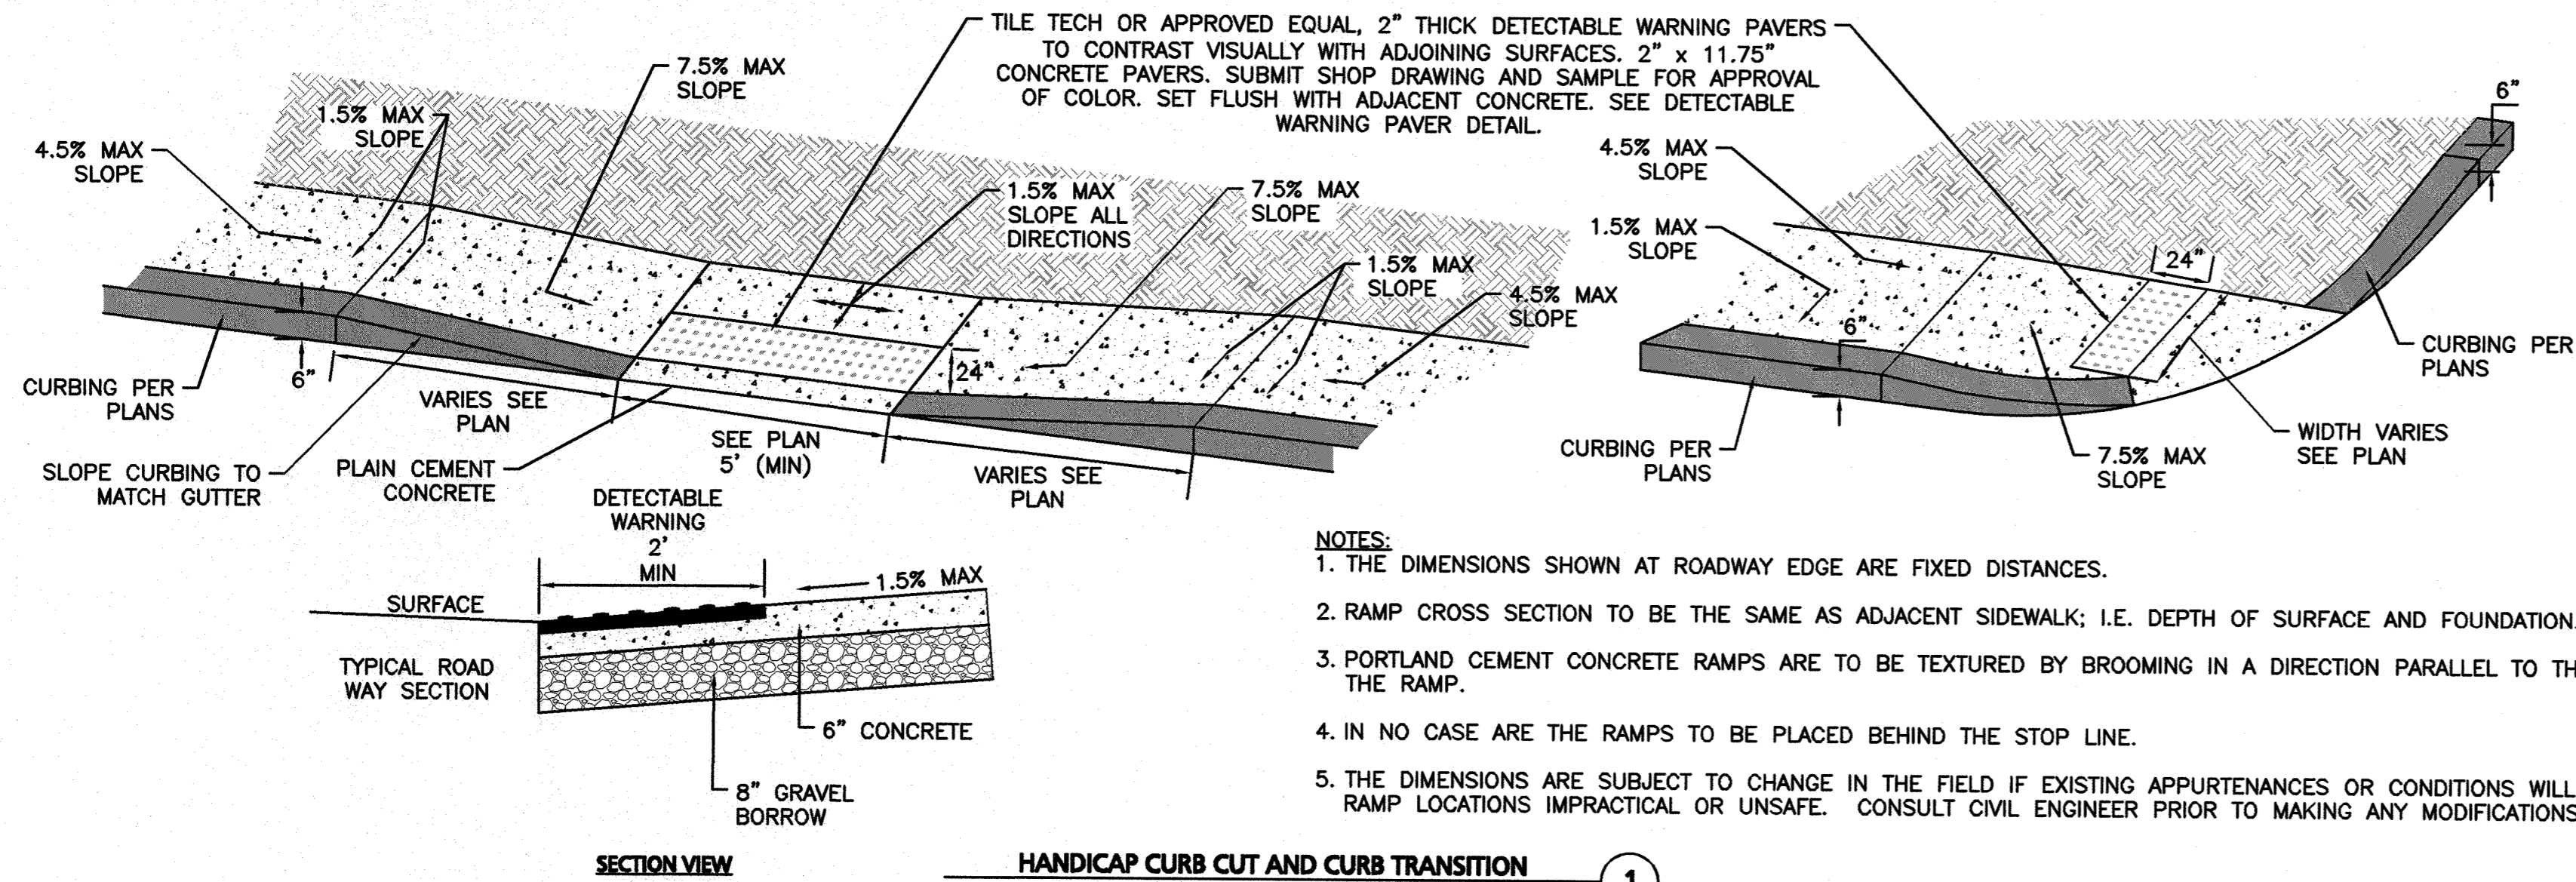 TILE TECH OR APPROVED EQUAL, 2" THICK DETECTABLE WARNING PAVERS
TO CONTRAST VISUALLY WITH ADJOINING SURFACES. 2" x 11.75"
CONCRETE PAVERS. SUBMIT SHOP DRAWING AND SAMPLE FOR APPROVAL
OF COLOR. SET FLUSH WITH ADJACENT CONCRETE. SEE DETECTABLE
WARNING PAVER DETAIL.
7.5% MAX
SLOPE
1.5% MAX
SLOPE
4.5% MAX
SLOPE
1.5% MAX
SLOPE ALL
DIRECTIONS
7.5% MAX
SLOPE
1.5% MAX
SLOPE
4.5% MAX
SLOPE
24"
6"
CURBING PER
PLANS
VARIES SEE
PLAN
SEE PLAN
5' (MIN)
VARIES SEE
PLAN
SLOPE CURBING TO
MATCH GUTTER
PLAIN CEMENT
CONCRETE
6"
4.5% MAX
SLOPE
1.5% MAX
SLOPE
24"
6"
CURBING PER
PLANS
CURBING PER
PLANS
7.5% MAX
SLOPE
WIDTH VARIES
SEE PLAN
DETECTABLE
WARNING
2'
MIN
1.5% MAX
SURFACE
TYPICAL ROAD
WAY SECTION
6" CONCRETE
8" GRAVEL
BORROW
SECTION VIEW
NOTES:
1. THE DIMENSIONS SHOWN AT ROADWAY EDGE ARE FIXED DISTANCES.
2. RAMP CROSS SECTION TO BE THE SAME AS ADJACENT SIDEWALK; I.E. DEPTH OF SURFACE AND FOUNDATION.
3. PORTLAND CEMENT CONCRETE RAMPS ARE TO BE TEXTURED BY BROOMING IN A DIRECTION PARALLEL TO TH
THE RAMP.
4. IN NO CASE ARE THE RAMPS TO BE PLACED BEHIND THE STOP LINE.
5. THE DIMENSIONS ARE SUBJECT TO CHANGE IN THE FIELD IF EXISTING APPURTENANCES OR CONDITIONS WILL
RAMP LOCATIONS IMPRACTICAL OR UNSAFE. CONSULT CIVIL ENGINEER PRIOR TO MAKING ANY MODIFICATIONS
HANDICAP CURB CUT AND CURB TRANSITION
1